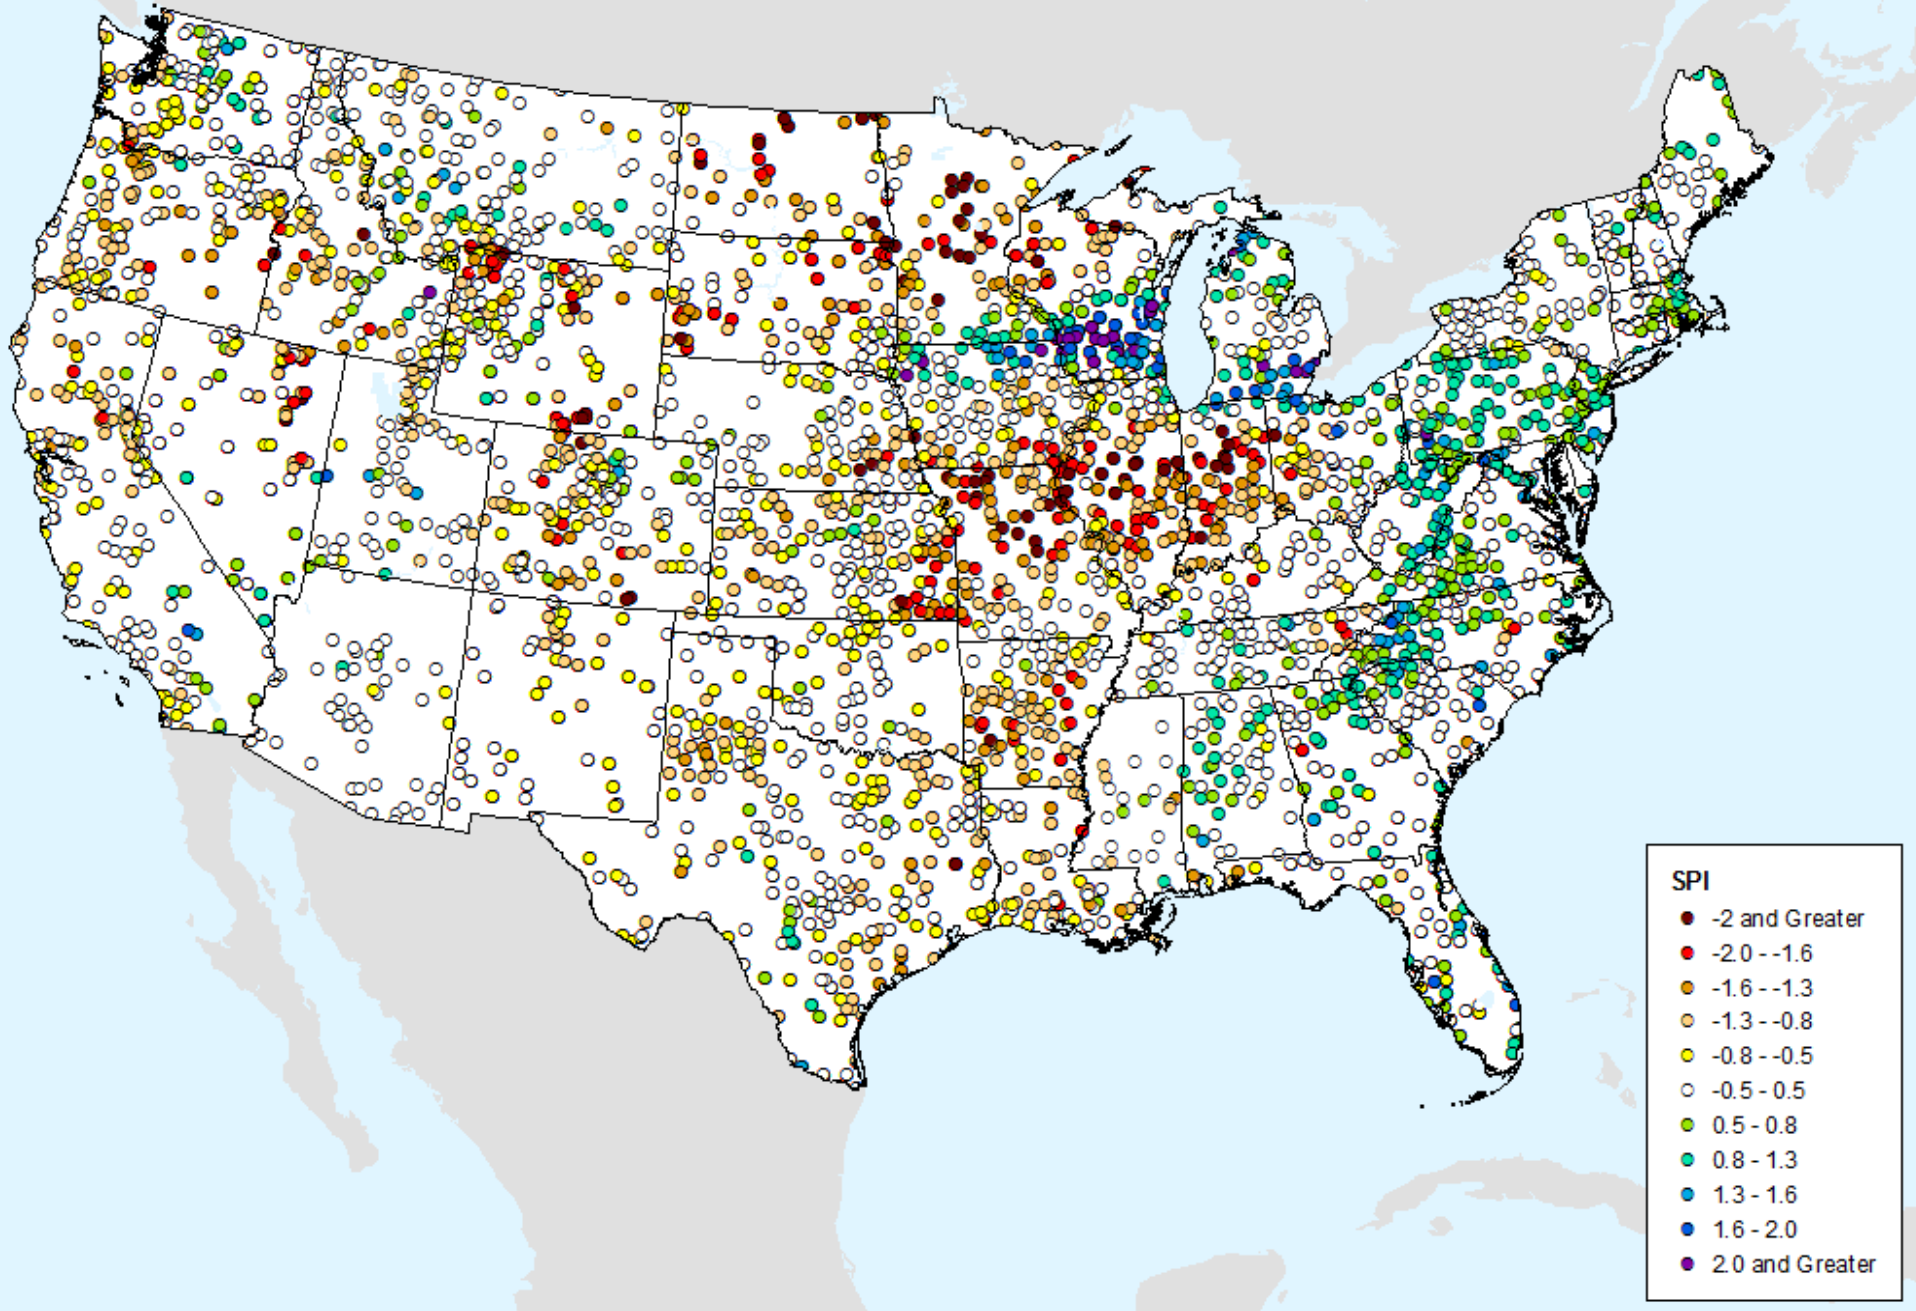 SPI
-2 and Greater
-2.0 - -1.6
-1.6 - -1.3
-1.3 - -0.8
-0.8 - -0.5
-0.5 - 0.5
0.5 - 0.8
0.8 - 1.3
1.3 - 1.6
1.6 - 2.0
2.0 and Greater